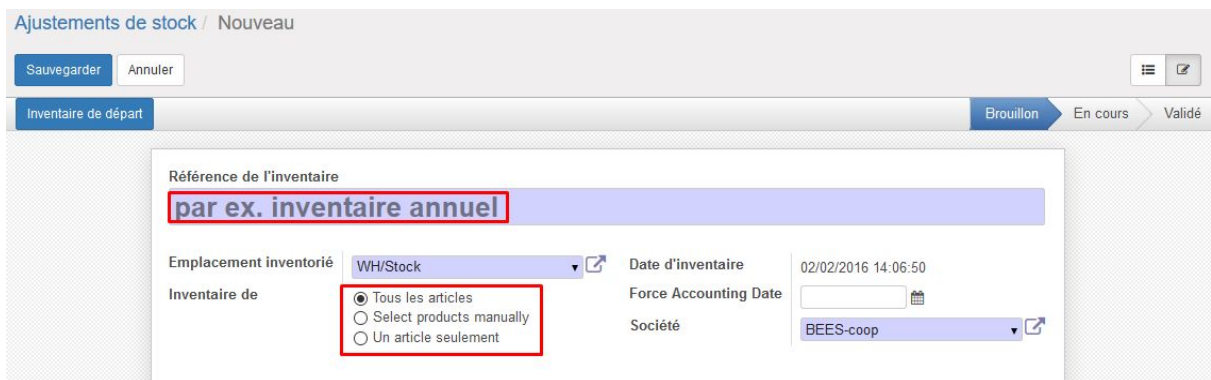 Ajustements de stock / Nouveau
Sauvegarder Annuler
Inventaire de départ Brouillon En cours Validé
Référence de l'inventaire
par ex. inventaire annuel
Emplacement inventorié WH/Stock Date d'inventaire 02/02/2016 14:06:50
Inventaire de Tous les articles Force Accounting Date
Select products manually
Un article seulement Société BEES-coop